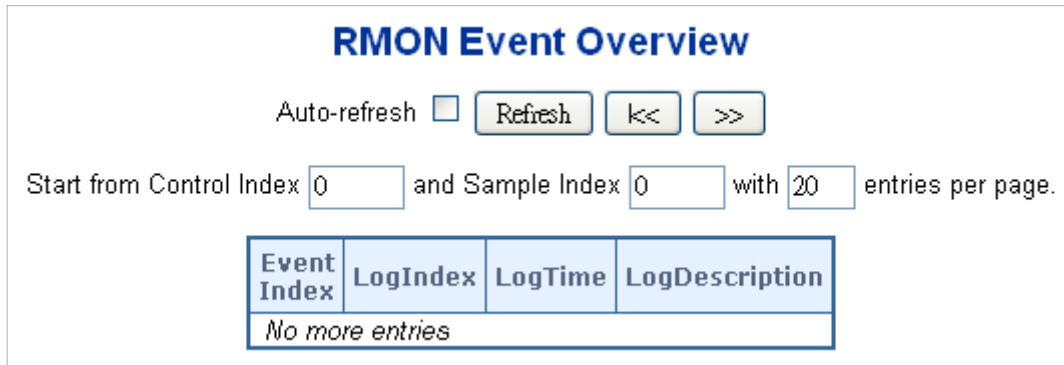 RMON Event Overview
Auto-refresh Refresh |<< >>
Start from Control Index 0 and Sample Index 0 with 20 entries per page.
Event Index LogIndex LogTime LogDescription
No more entries